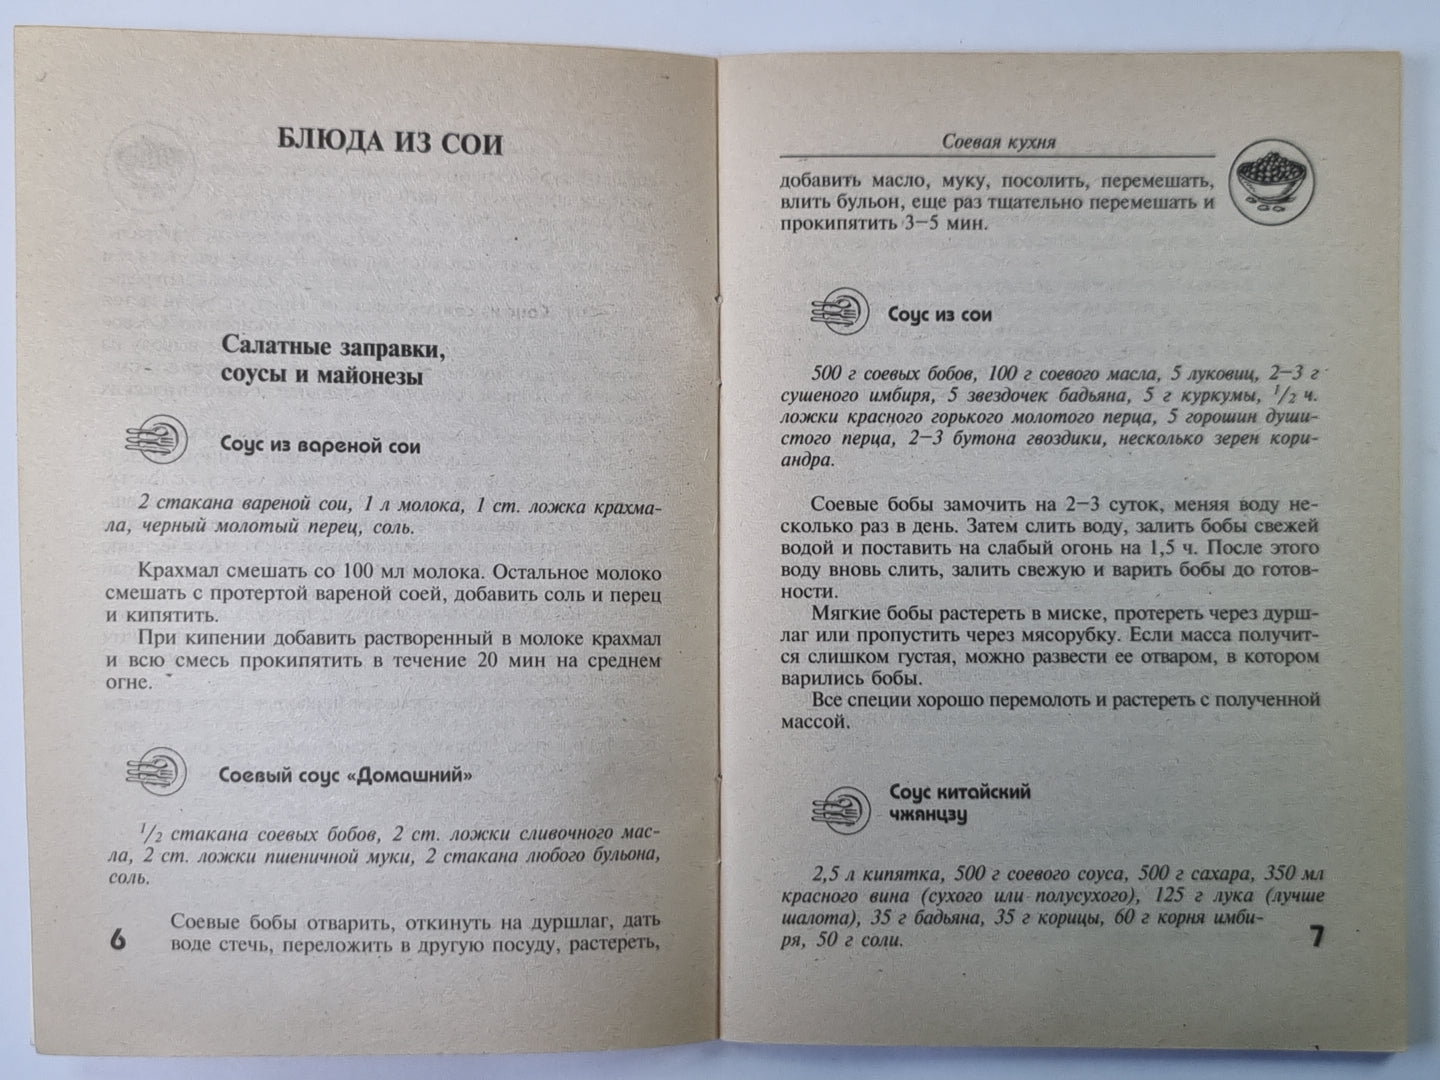 БЛЮДА ИЗ СОИ
Салатные заправки,
соусы и майонезы
Соус из вареной сои
2 стакана вареной сои, 1 л молока, 1 ст. ложка крахма-
ла, черный молотый перец, соль.
Крахмал смешать со 100 мл молока. Остальное молоко
смешать с протертой вареной соей, добавить соль и перец
и кипятить.
При кипении добавить растворенный в молоке крахмал
и всю смесь прокипятить в течение 20 мин на среднем
огне.
Соевый соус «Домашний»
1/2 стакана соевых бобов, 2 ст. ложки сливочного мас-
ла, 2 ст. ложки пшеничной муки, 2 стакана любого бульона,
соль.
Соевые бобы отварить, откинуть на дуршлаг, дать
воде стечь, переложить в другую посуду, растереть,
6
Соевая кухня
добавить масло, муку, посолить, перемешать,
влить бульон, еще раз тщательно перемешать и
прокипятить 3–5 мин.
Соус из сои
500 г соевых бобов, 100 г соевого масла, 5 луковиц, 2–3 г
сушеного имбиря, 5 звездочек бадьяна, 5 г куркумы, 1/2 ч.
ложки красного горького молотого перца, 5 горошин души-
стого перца, 2–3 бутона гвоздики, несколько зерен кори-
андра.
Соевые бобы замочить на 2–3 суток, меняя воду не-
сколько раз в день. Затем слить воду, залить бобы свежей
водой и поставить на слабый огонь на 1,5 ч. После этого
воду вновь слить, залить свежую и варить бобы до готов-
ности.
Мягкие бобы растереть в миске, протереть через дурш-
лаг или пропустить через мясорубку. Если масса получит-
ся слишком густая, можно развести ее отваром, в котором
варились бобы.
Все специи хорошо перемолоть и растереть с полученной
массой.
Соус китайский
чжянцзу
2,5 л кипятка, 500 г соевого соуса, 500 г сахара, 350 мл
красного вина (сухого или полусухого), 125 г лука (лучше
шалота), 35 г бадьяна, 35 г корицы, 60 г корня имби-
ря, 50 г соли.
7